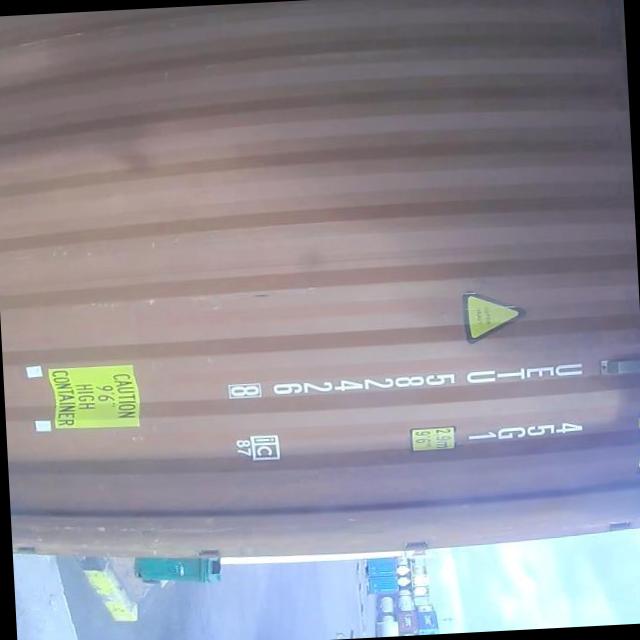 UETU 582426 8
45G1
2.9m
9'6"
IC
87
CAUTION
9'6"
HIGH
CONTAINER